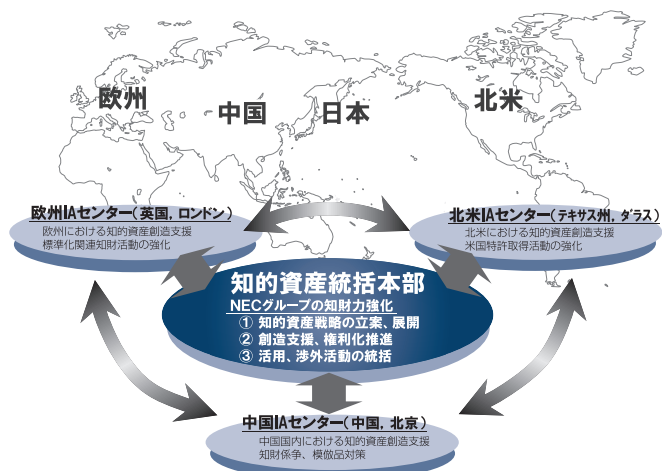 欧州
中国
日本
北米
欧州IAセンター(英国，ロンドン)
欧州における知的資産創造支援
標準化関連知財活動の強化
北米IAセンター(テキサス州，ダラス)
北米における知的資産創造支援
米国特許取得活動の強化
知的資産統括本部
NECグループの知財力強化
① 知的資産戦略の立案、展開
② 創造支援、権利化推進
③ 活用、渉外活動の統括
中国IAセンター(中国，北京)
中国国内における知的資産創造支援
知財係争、模倣品対策